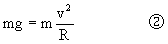 mg = m v²/R ②